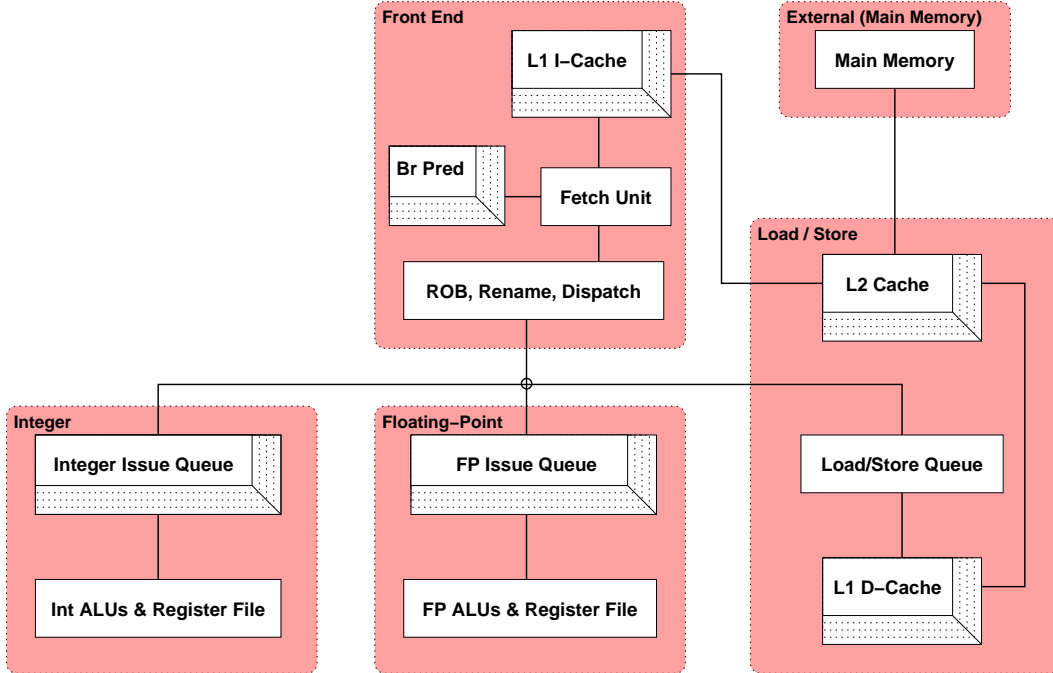 Front End
L1 I−Cache
Br Pred
Fetch Unit
ROB, Rename, Dispatch
External (Main Memory)
Main Memory
Load / Store
L2 Cache
Load/Store Queue
L1 D−Cache
Integer
Integer Issue Queue
Int ALUs & Register File
Floating−Point
FP Issue Queue
FP ALUs & Register File